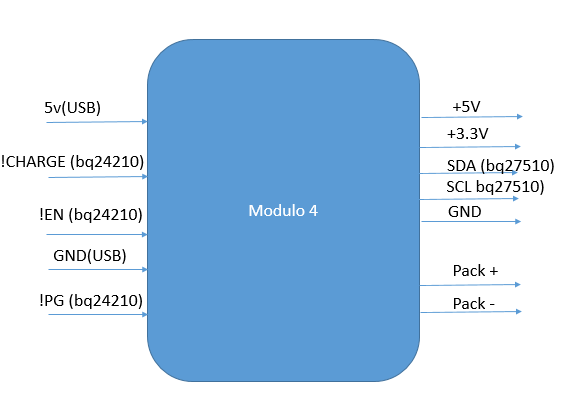 5v(USB)
!CHARGE (bq24210)
!EN (bq24210)
GND(USB)
!PG (bq24210)
Modulo 4
+5V
+3.3V
SDA (bq27510)
SCL bq27510)
GND
Pack +
Pack -